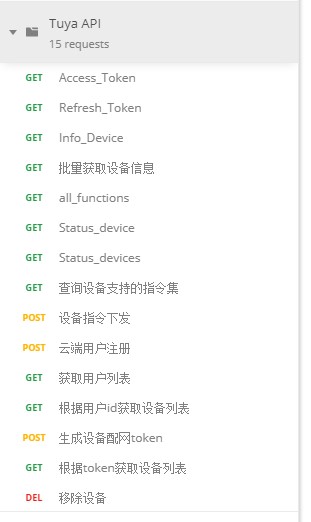 Tuya API
15 requests
GET Access_Token
GET Refresh_Token
GET Info_Device
GET 批量获取设备信息
GET all_functions
GET Status_device
GET Status_devices
GET 查询设备支持的指令集
POST 设备指令下发
POST 云端用户注册
GET 获取用户列表
GET 根据用户id获取设备列表
POST 生成设备配网token
GET 根据token获取设备列表
DEL 移除设备